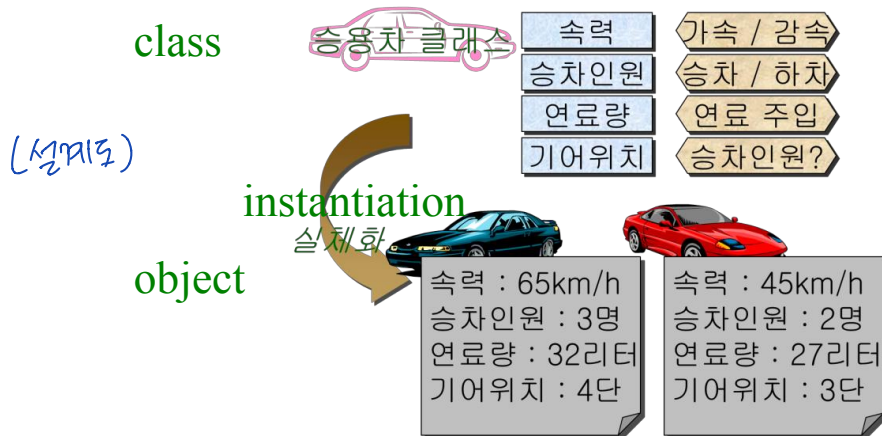 class
승용차 클래스
속력
가속 / 감속
승차인원
승차 / 하차
연료량
연료 주입
기어위치
승차인원?
(설계도)
instantiation
실체화
object
속력 : 65km/h
승차인원 : 3명
연료량 : 32리터
기어위치 : 4단
속력 : 45km/h
승차인원 : 2명
연료량 : 27리터
기어위치 : 3단